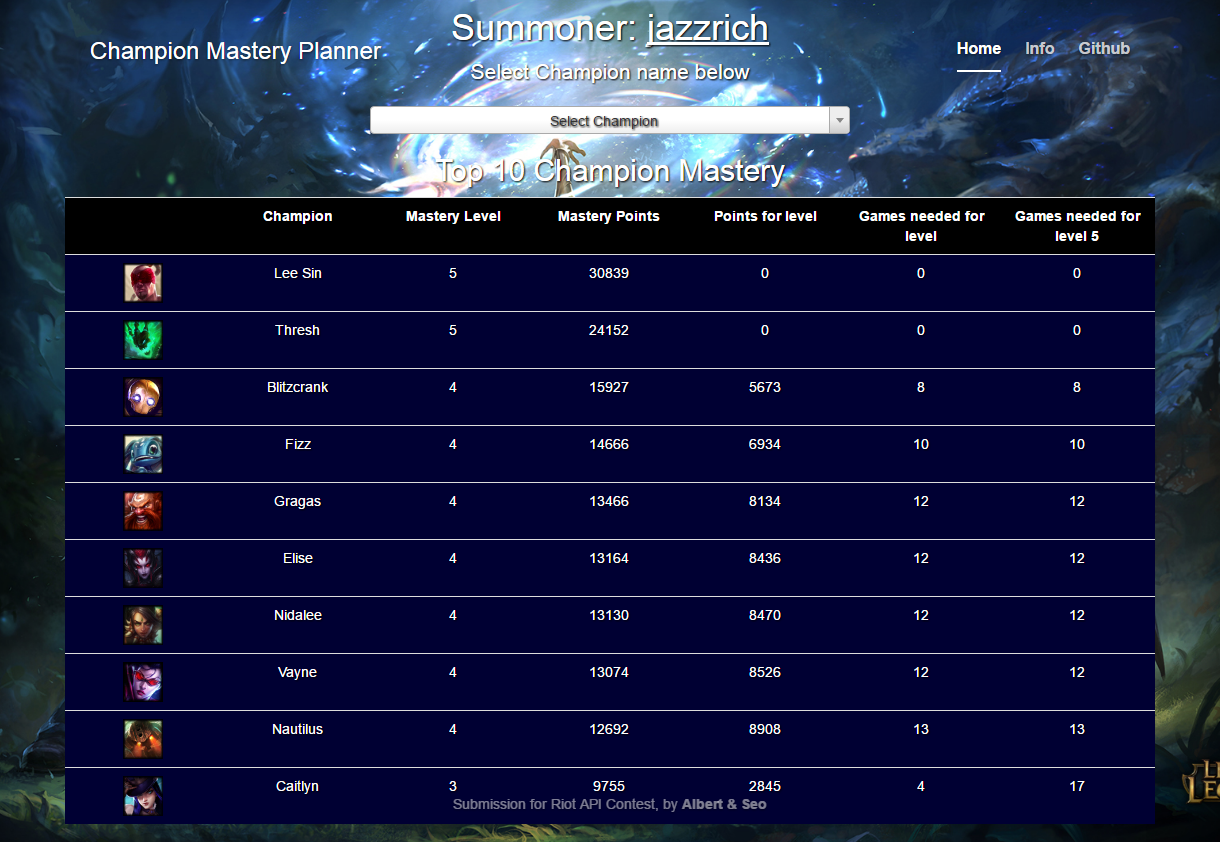 Champion Mastery Planner
Summoner: jazzrich
Home Info Github
Select Champion name below
Select Champion
Top 10 Champion Mastery
Champion Mastery Level Mastery Points Points for level Games needed for level Games needed for level 5
Lee Sin 5 30839 0 0 0
Thresh 5 24152 0 0 0
Blitzcrank 4 15927 5673 8 8
Fizz 4 14666 6934 10 10
Gragas 4 13466 8134 12 12
Elise 4 13164 8436 12 12
Nidalee 4 13130 8470 12 12
Vayne 4 13074 8526 12 12
Nautilus 4 12692 8908 13 13
Caitlyn 3 9755 2845 4 17
Submission for Riot API Contest, by Albert & Seo